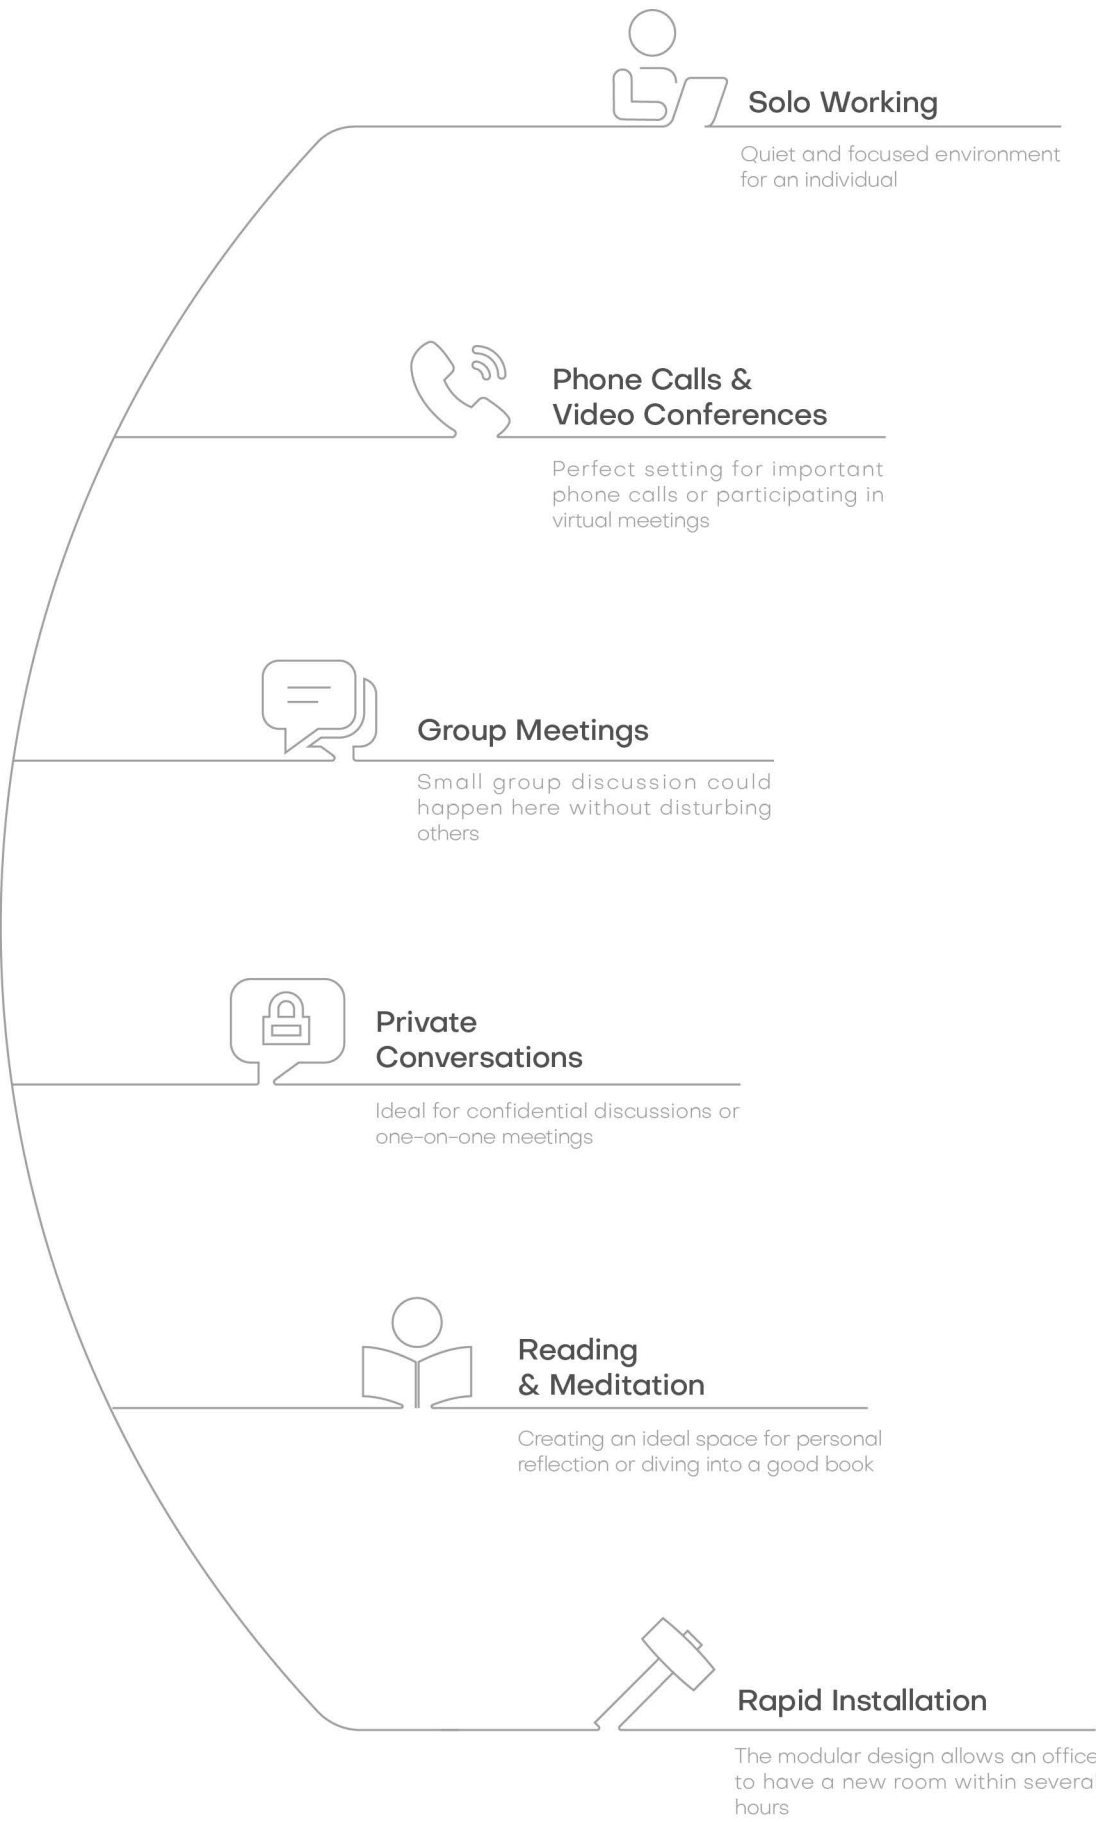 Solo Working
Quiet and focused environment
for an individual
Phone Calls &
Video Conferences
Perfect setting for important
phone calls or participating in
virtual meetings
Group Meetings
Small group discussion could
happen here without disturbing
others
Private
Conversations
Ideal for confidential discussions or
one-on-one meetings
Reading
& Meditation
Creating an ideal space for personal
reflection or diving into a good book
Rapid Installation
The modular design allows an office
to have a new room within several
hours